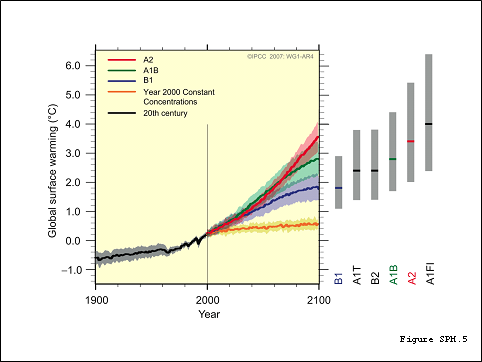 ©IPCC 2007: WG1-AR4
A2
A1B
B1
Year 2000 Constant
Concentrations
20th century
Global surface warming (°C)
6.0
5.0
4.0
3.0
2.0
1.0
0.0
−1.0
1900
2000
2100
Year
B1
A1T
B2
A1B
A2
A1FI
Figure SPM.5